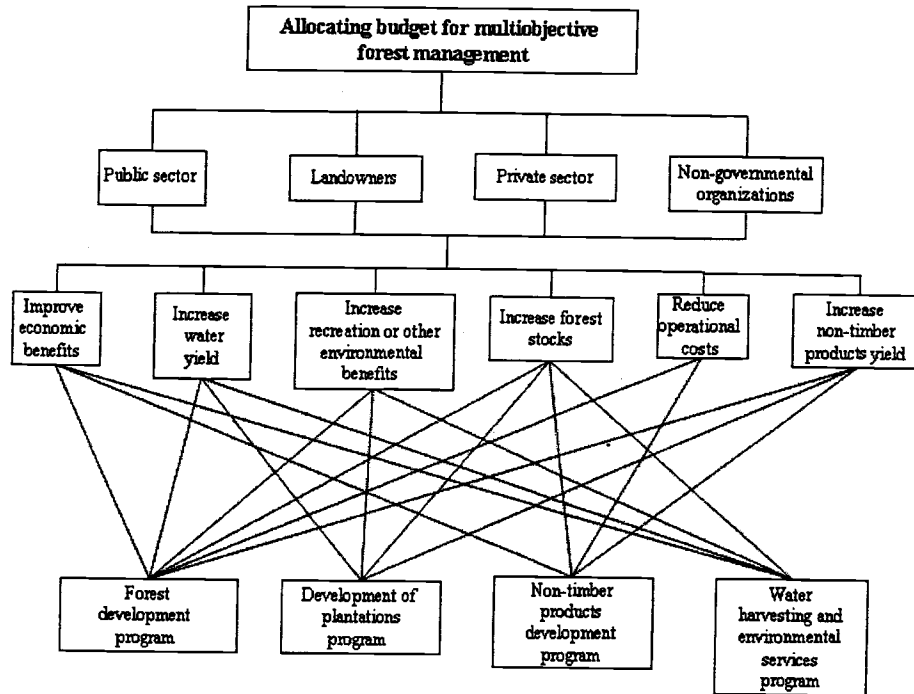 Allocating budget for multiobjective
forest management
Public sector
Landowners
Private sector
Non-governmental
organizations
Improve
economic
benefits
Increase
water
yield
Increase
recreation or other
environmental
benefits
Increase forest
stocks
Reduce
operational
costs
Increase
non-timber
products yield
Forest
development
program
Development of
plantations
program
Non-timber
products
development
program
Water
harvesting and
environmental
services
program